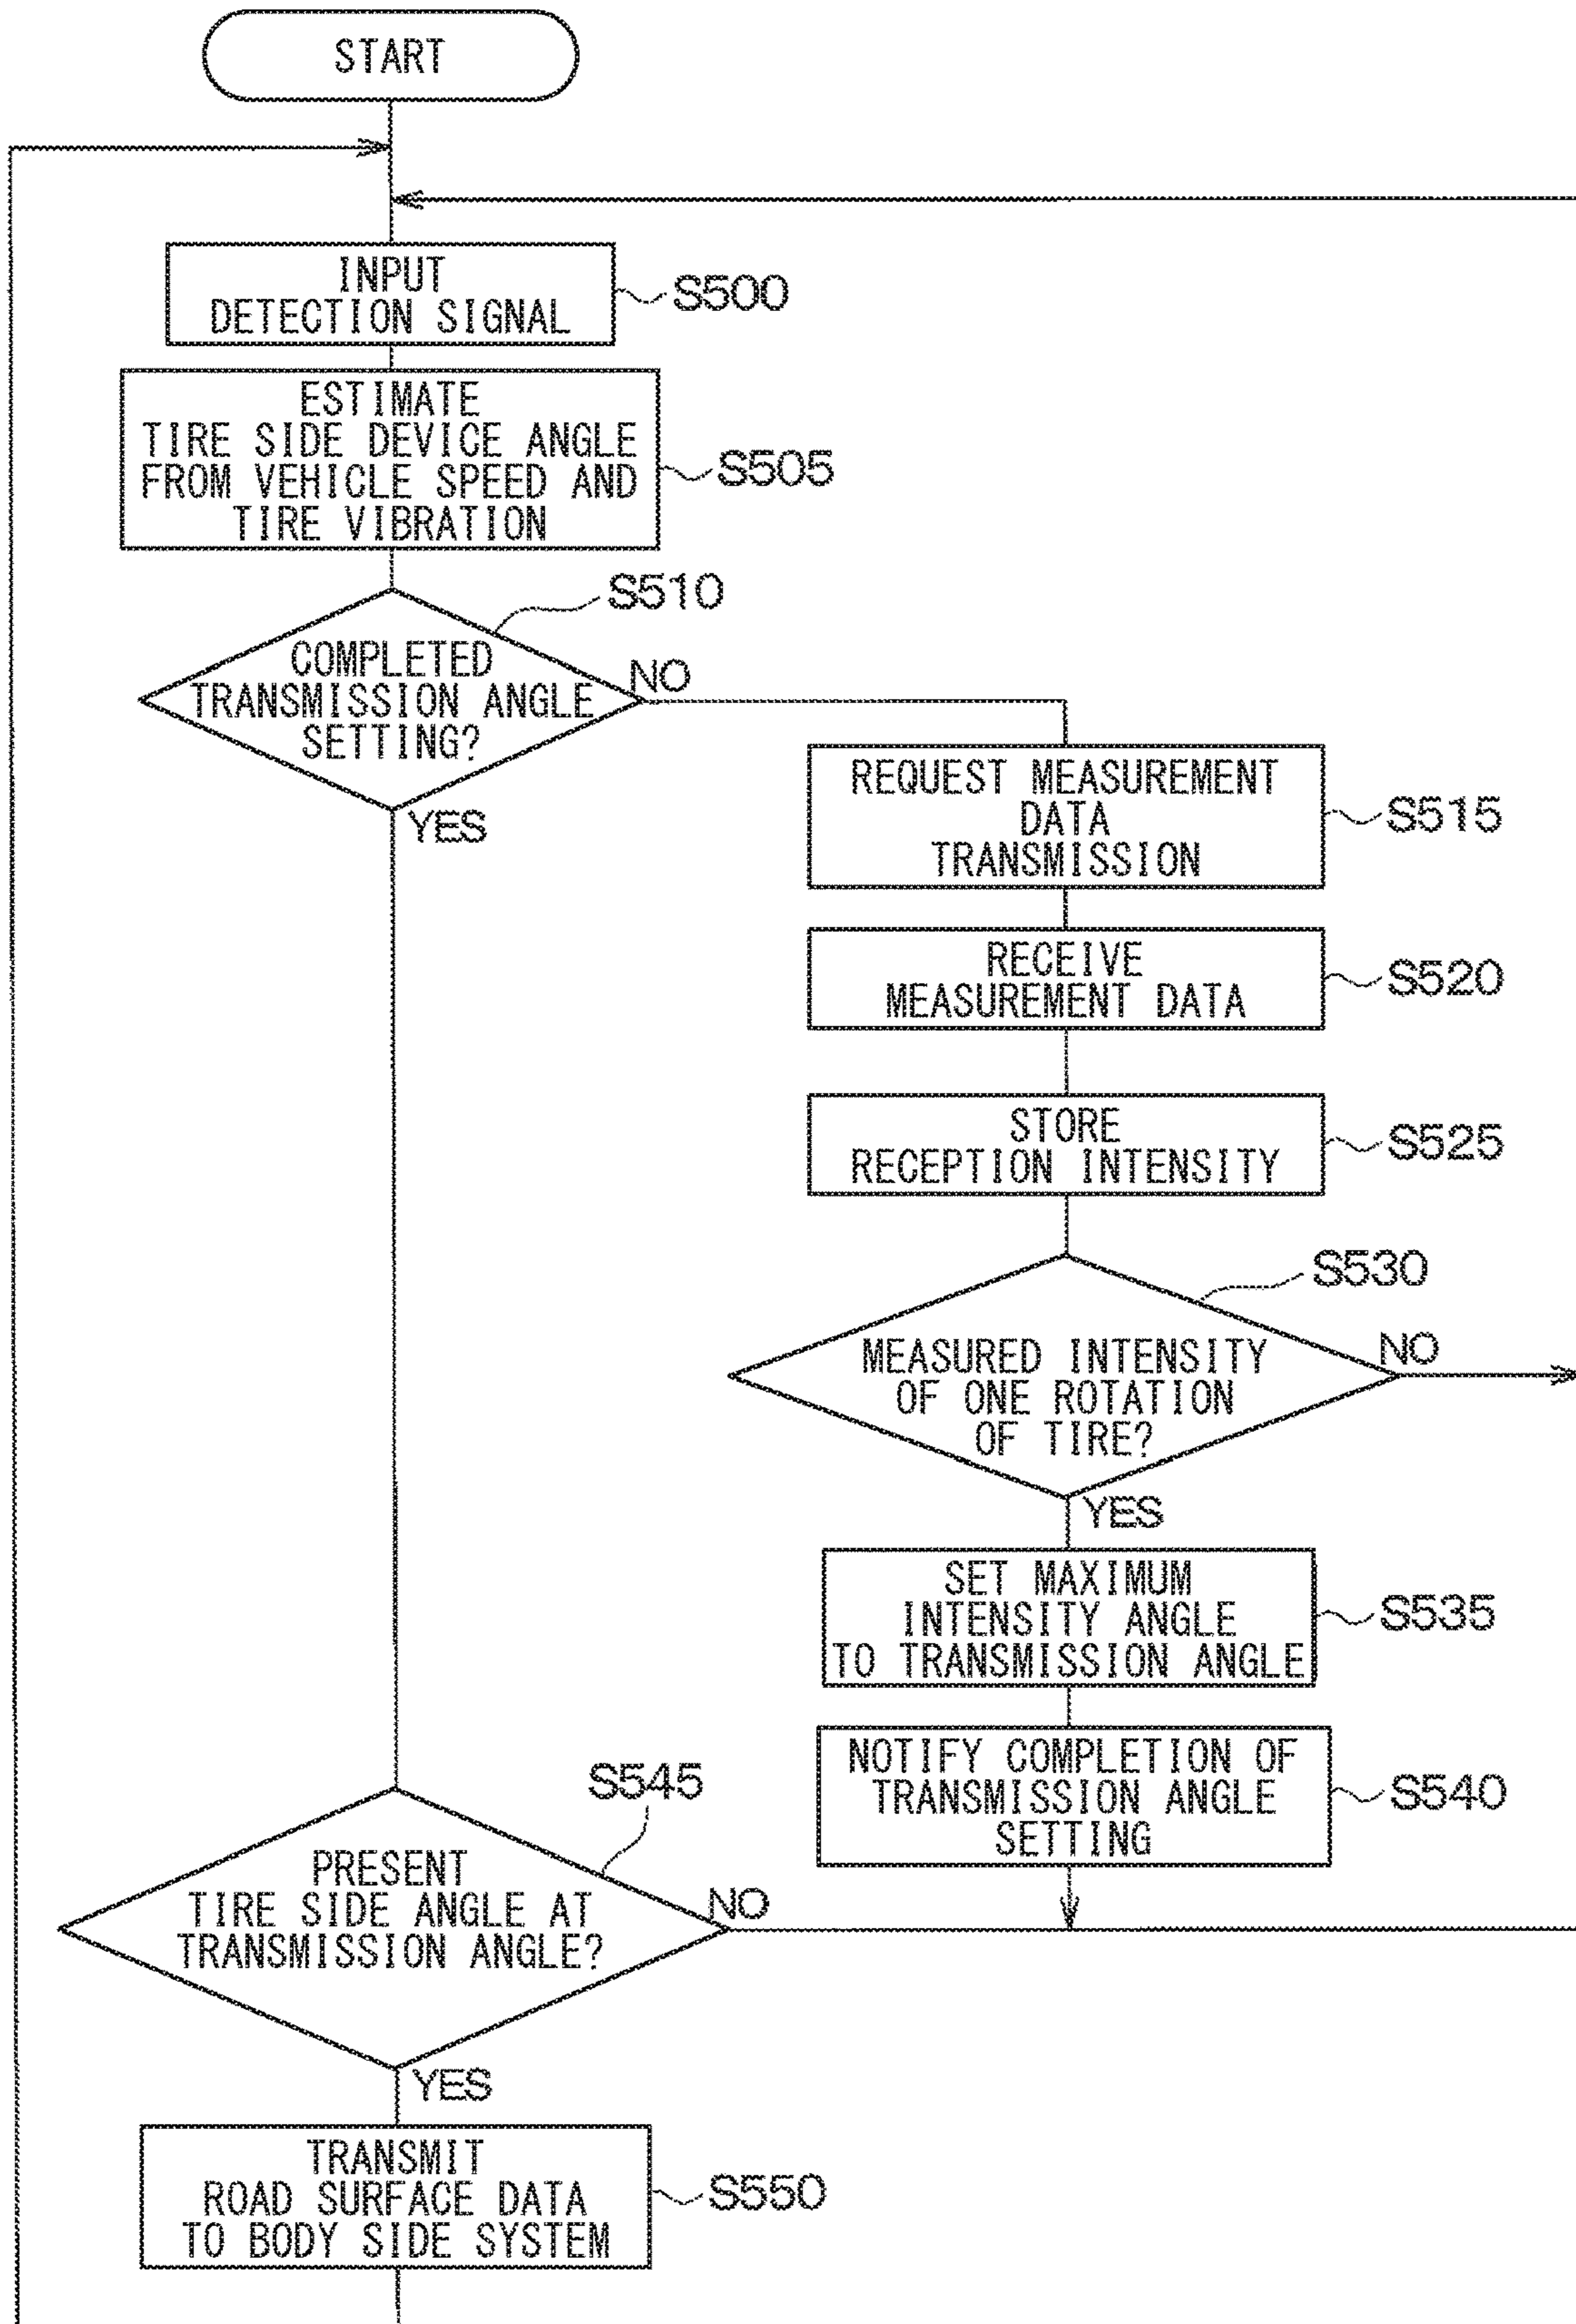 START
INPUT
DETECTION SIGNAL
S500
ESTIMATE
TIRE SIDE DEVICE ANGLE
FROM VEHICLE SPEED AND
TIRE VIBRATION
S505
S510
COMPLETED
TRANSMISSION ANGLE
SETTING?
NO
YES
REQUEST MEASUREMENT
DATA
TRANSMISSION
S515
RECEIVE
MEASUREMENT DATA
S520
STORE
RECEPTION INTENSITY
S525
S530
MEASURED INTENSITY
OF ONE ROTATION
OF TIRE?
NO
YES
SET MAXIMUM
INTENSITY ANGLE
TO TRANSMISSION ANGLE
S535
NOTIFY COMPLETION OF
TRANSMISSION ANGLE
SETTING
S540
S545
PRESENT
TIRE SIDE ANGLE AT
TRANSMISSION ANGLE?
NO
YES
TRANSMIT
ROAD SURFACE DATA
TO BODY SIDE SYSTEM
S550